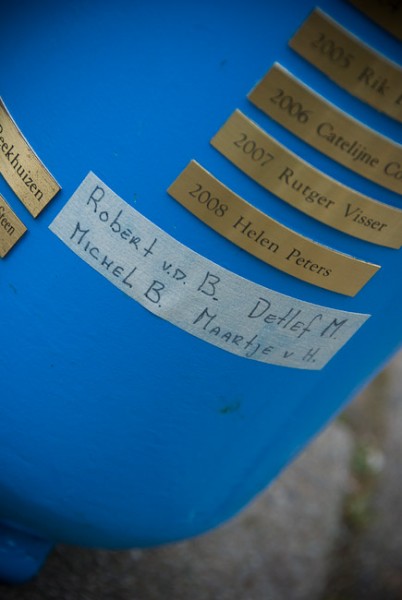 2005 Rik
2006 Catelijne
2007 Rutger Visser
2008 Helen Peters
Robert v.d. B. Detlef M.
Michel B. Maartje v H.